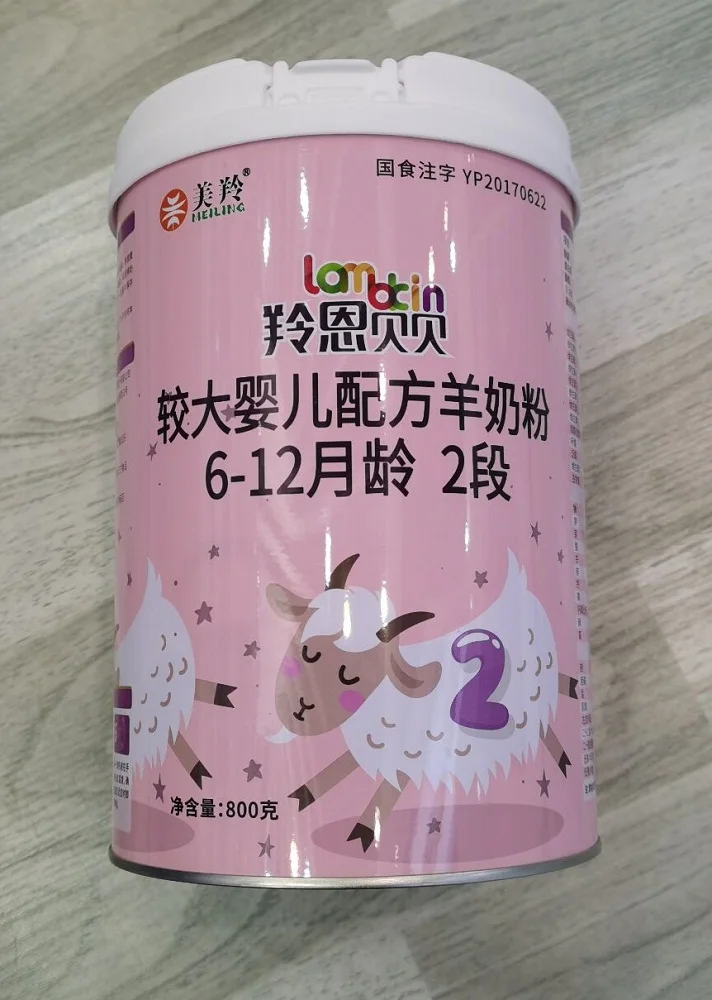 美羚®
MEILING
国食注字 YP20170622
lambcin
羚恩贝贝
较大婴儿配方羊奶粉
6-12月龄 2段
2
净含量:800克